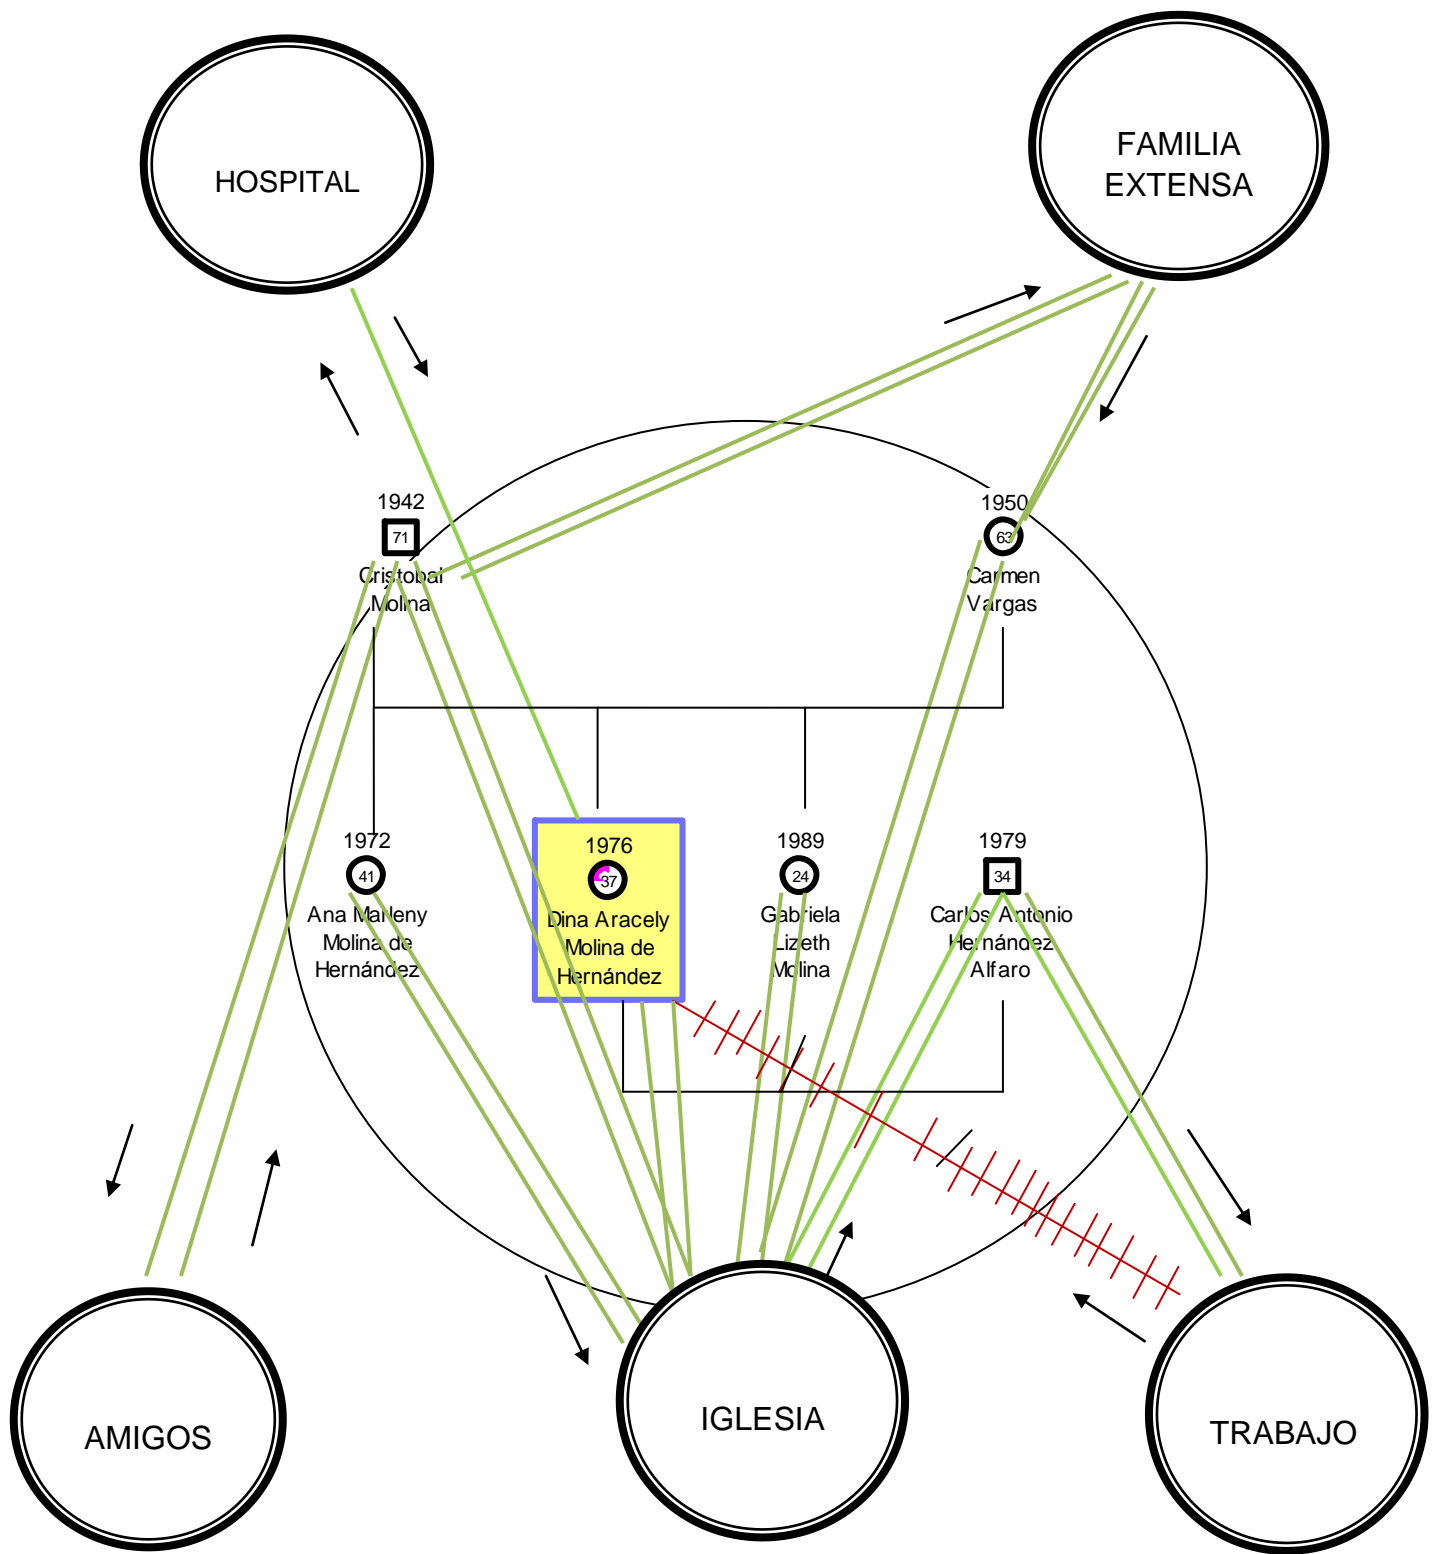 HOSPITAL
FAMILIA
EXTENSA
1942
71
Cristobal
Molina
1950
63
Carmen
Vargas
1972
41
Ana Marleny
Molina de
Hernández
1976
37
Dina Aracely
Molina de
Hernández
1989
24
Gabriela
Lizeth
Molina
1979
34
Carlos Antonio
Hernández
Alfaro
AMIGOS
IGLESIA
TRABAJO